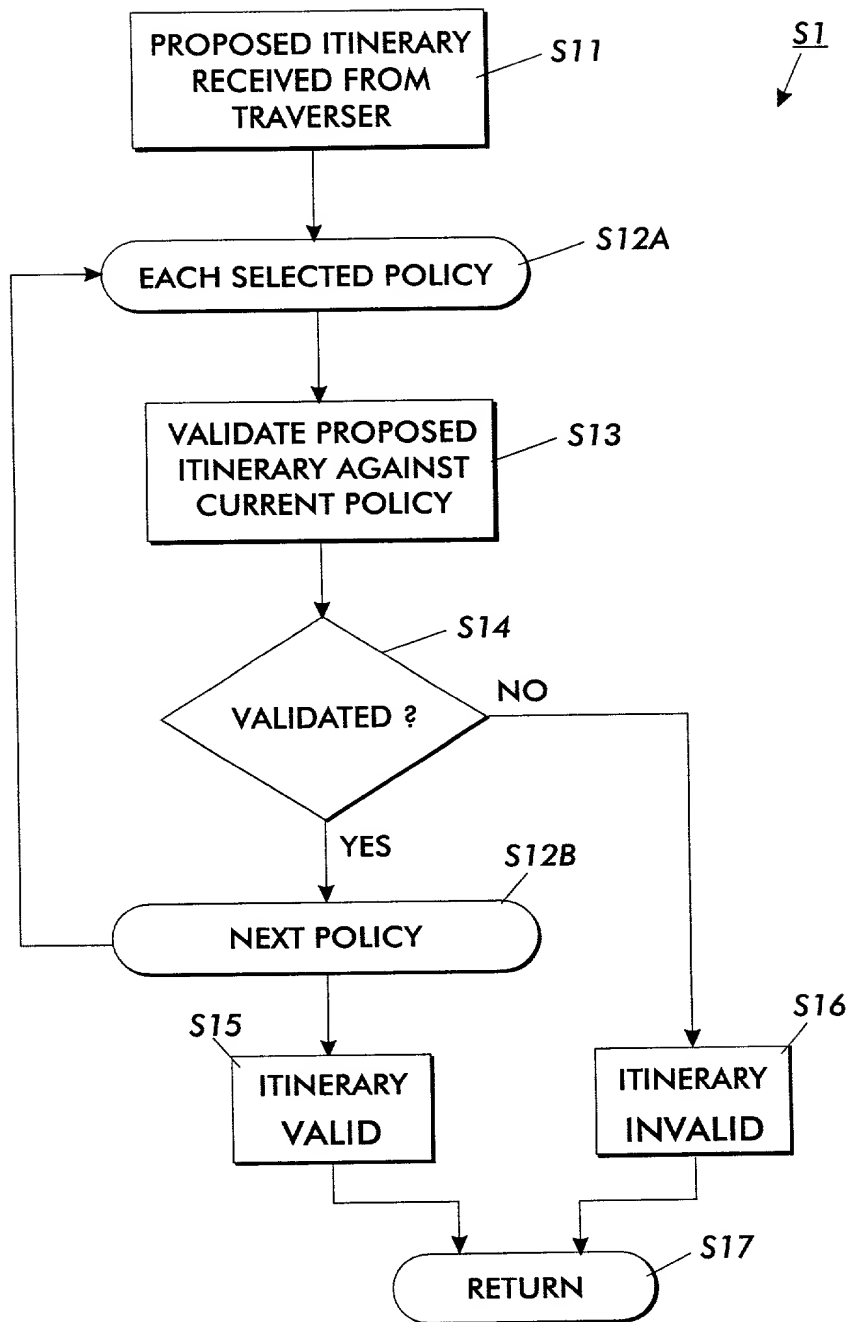 PROPOSED ITINERARY
RECEIVED FROM
TRAVERSER
S11
S1
EACH SELECTED POLICY
S12A
VALIDATE PROPOSED
ITINERARY AGAINST
CURRENT POLICY
S13
VALIDATED ?
S14
NO
YES
NEXT POLICY
S12B
S15
ITINERARY
VALID
S16
ITINERARY
INVALID
RETURN
S17